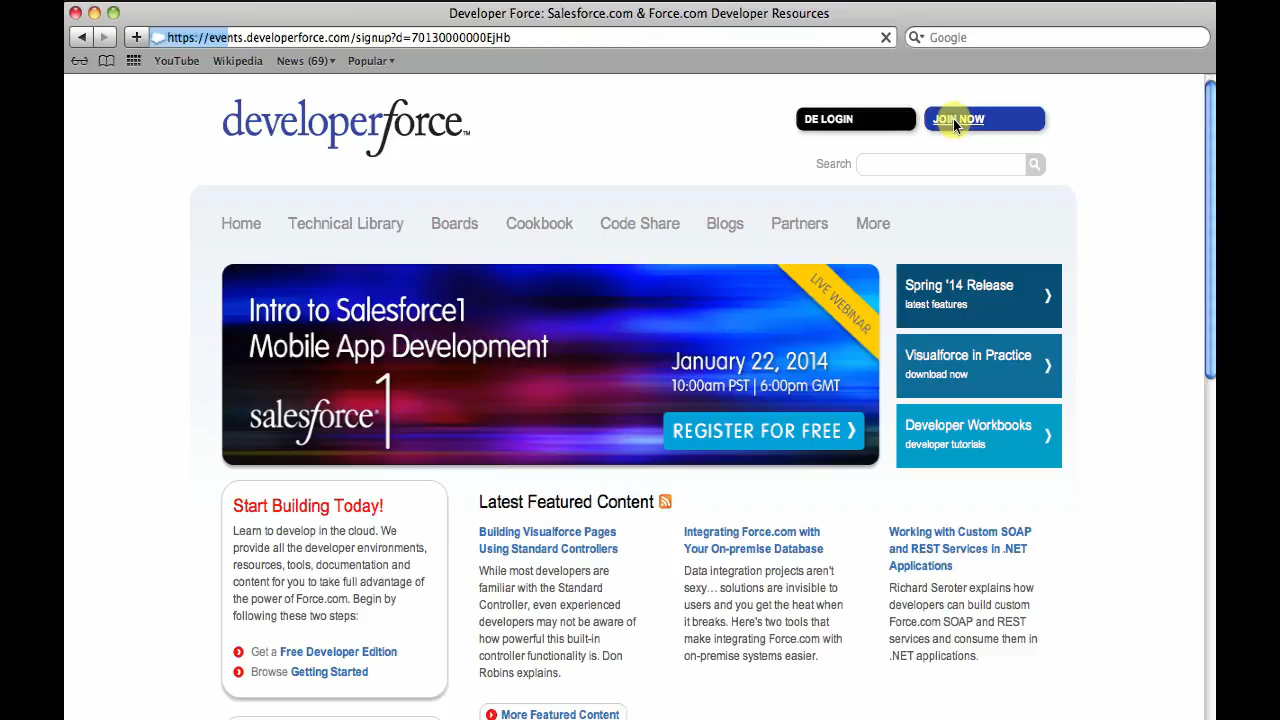 Developer Force: Salesforce.com & Force.com Developer Resources
https://events.developerforce.com/signup?d=70130000000EjHb
Google
YouTube Wikipedia News (69)▾ Popular▾
developerforce™
DE LOGIN
JOIN NOW
Search
Home Technical Library Boards Cookbook Code Share Blogs Partners More
Intro to Salesforce1
Mobile App Development
salesforce1
LIVE WEBINAR
January 22, 2014
10:00am PST | 6:00pm GMT
REGISTER FOR FREE ❯
Spring '14 Release
latest features
Visualforce in Practice
download now
Developer Workbooks
developer tutorials
Start Building Today!
Learn to develop in the cloud. We
provide all the developer environments,
resources, tools, documentation and
content for you to take full advantage of
the power of Force.com. Begin by
following these two steps:
Get a Free Developer Edition
Browse Getting Started
Latest Featured Content
Building Visualforce Pages
Using Standard Controllers
While most developers are
familiar with the Standard
Controller, even experienced
developers may not be aware of
how powerful this built-in
controller functionality is. Don
Robins explains.
Integrating Force.com with
Your On-premise Database
Data integration projects aren't
sexy… solutions are invisible to
users and you get the heat when
it breaks. Here's two tools that
make integrating Force.com with
on-premise systems easier.
Working with Custom SOAP
and REST Services in .NET
Applications
Richard Seroter explains how
developers can build custom
Force.com SOAP and REST
services and consume them in
.NET applications.
More Featured Content